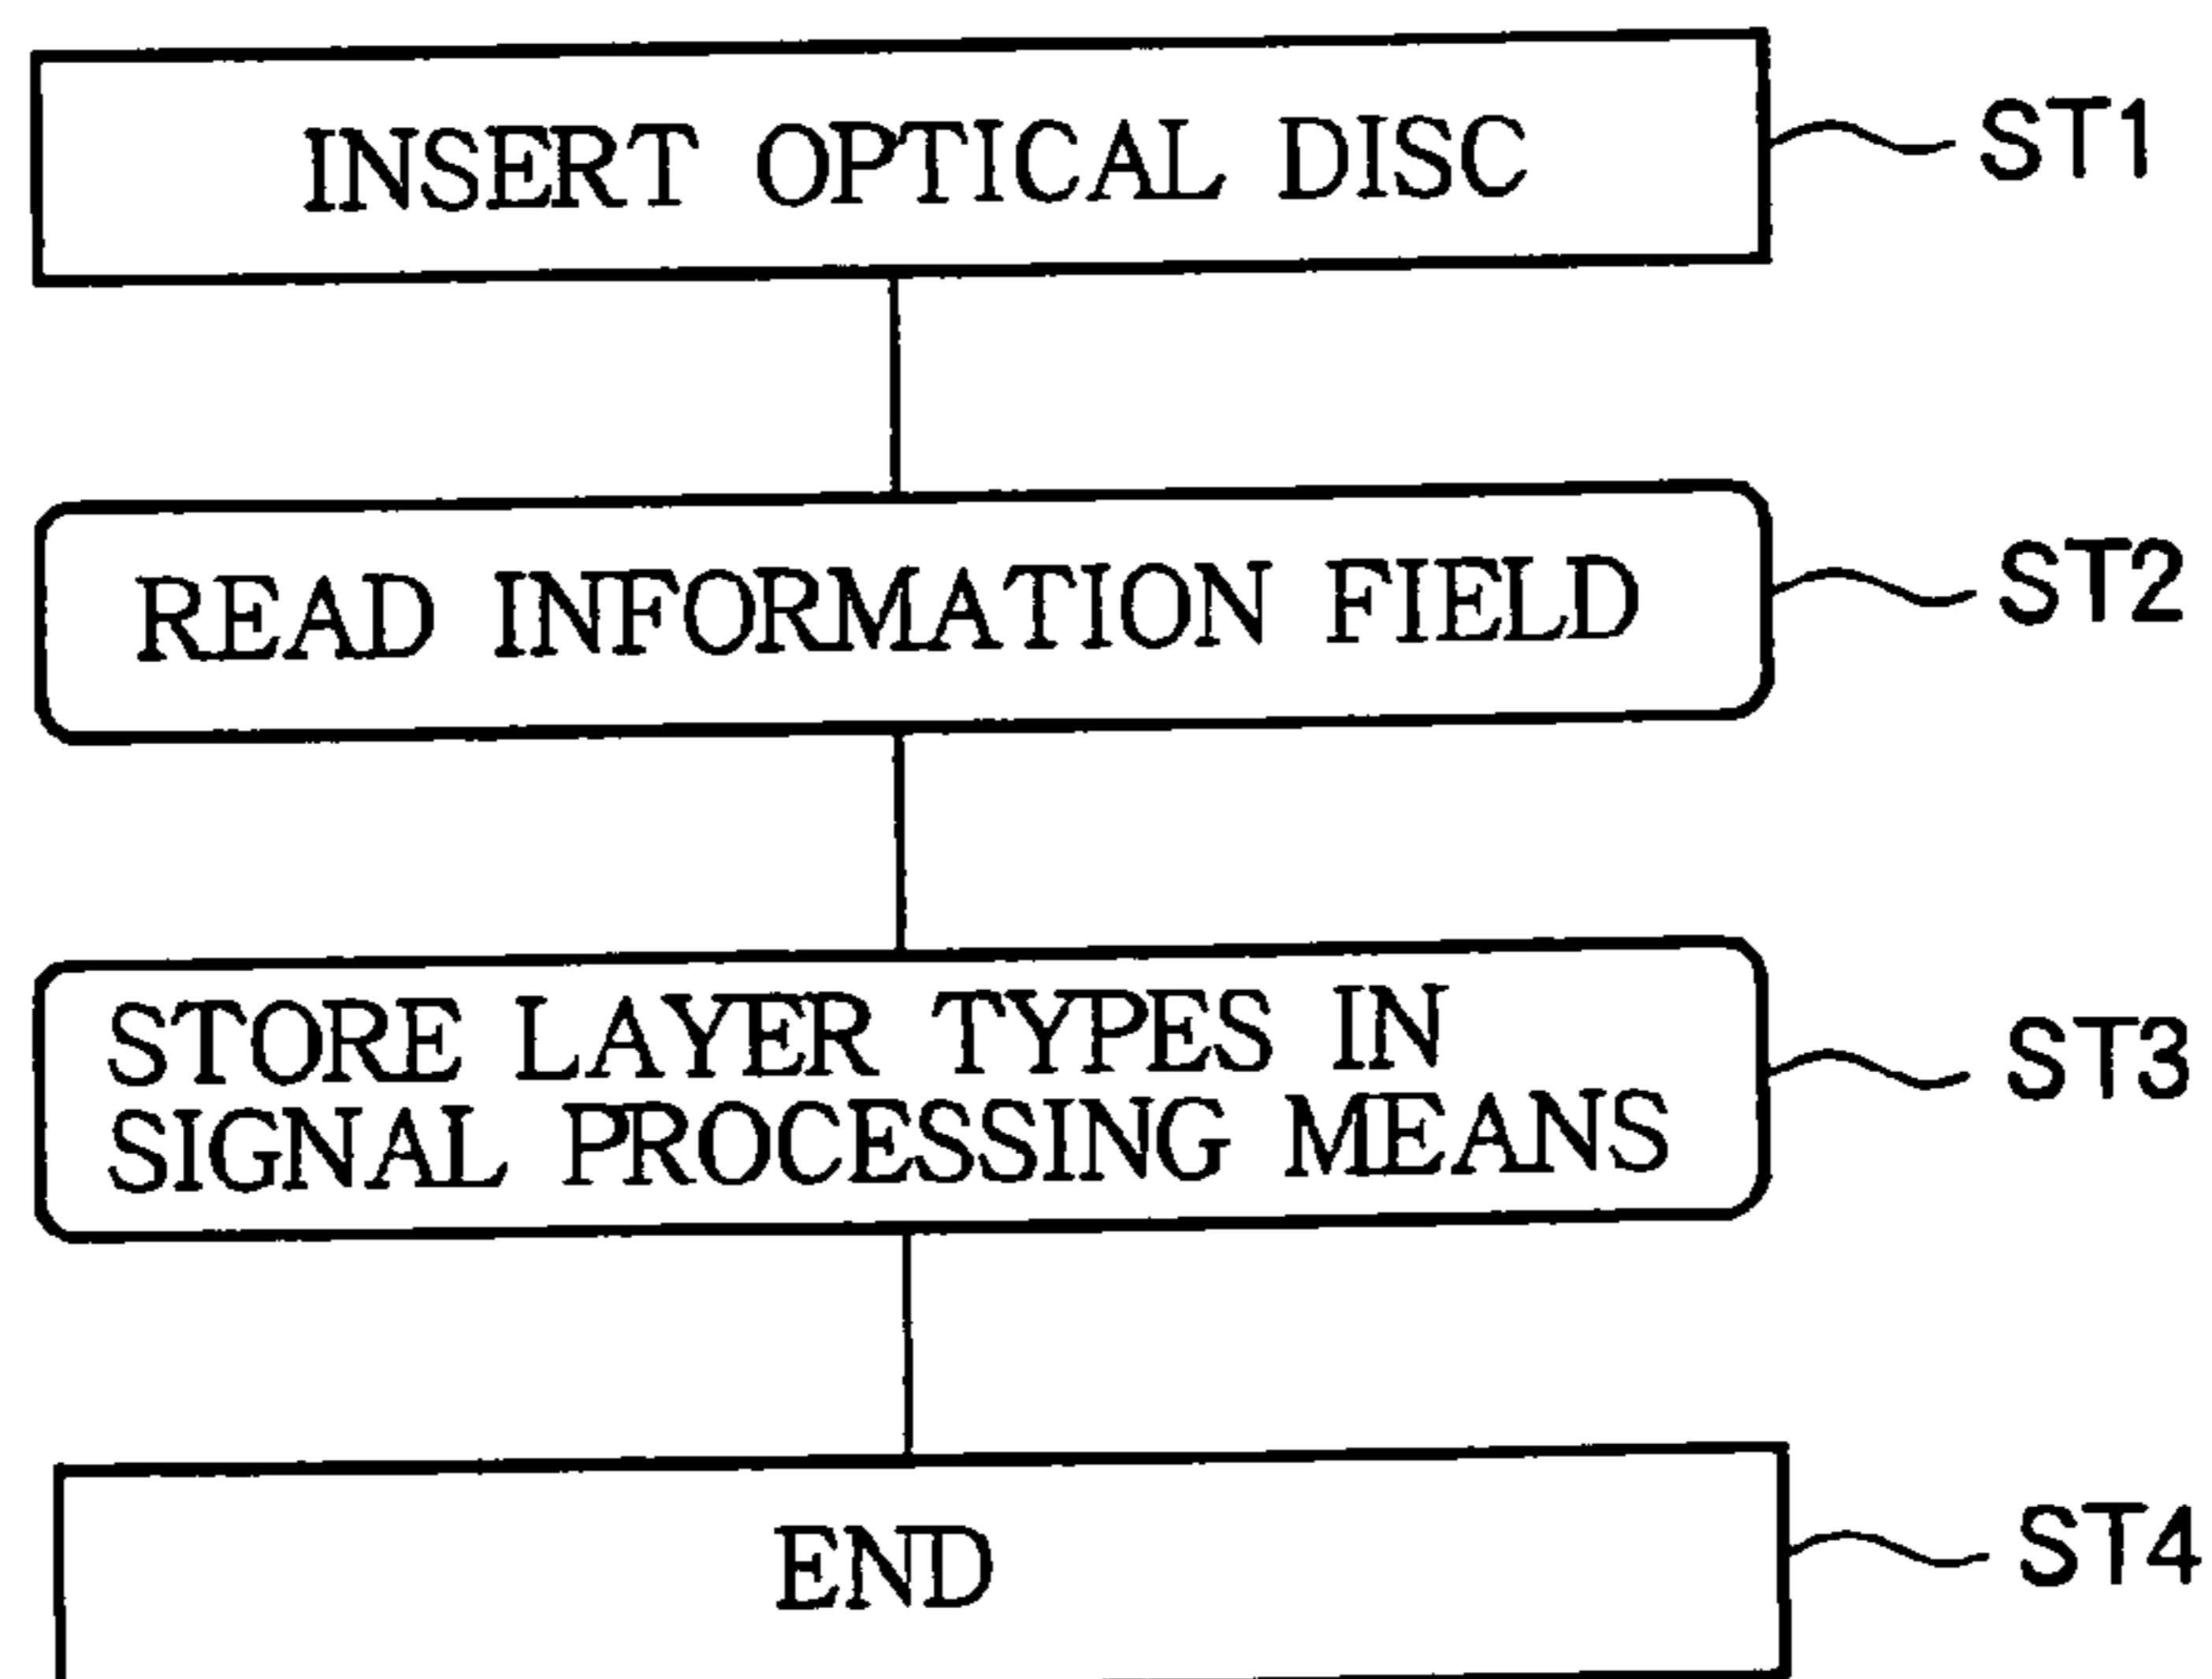 INSERT OPTICAL DISC
ST1
READ INFORMATION FIELD
ST2
STORE LAYER TYPES IN
SIGNAL PROCESSING MEANS
ST3
END
ST4